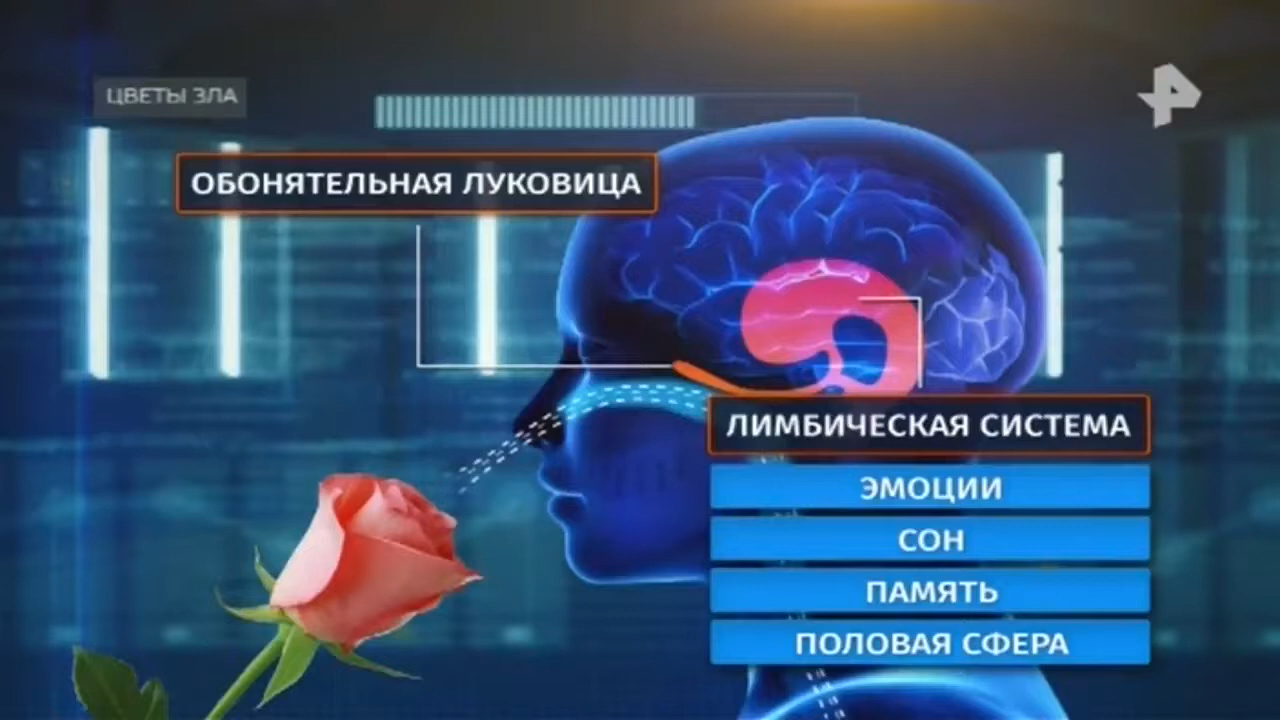 ЦВЕТЫ ЗЛА
ОБОНЯТЕЛЬНАЯ ЛУКОВИЦА
ЛИМБИЧЕСКАЯ СИСТЕМА
ЭМОЦИИ
СОН
ПАМЯТЬ
ПОЛОВАЯ СФЕРА